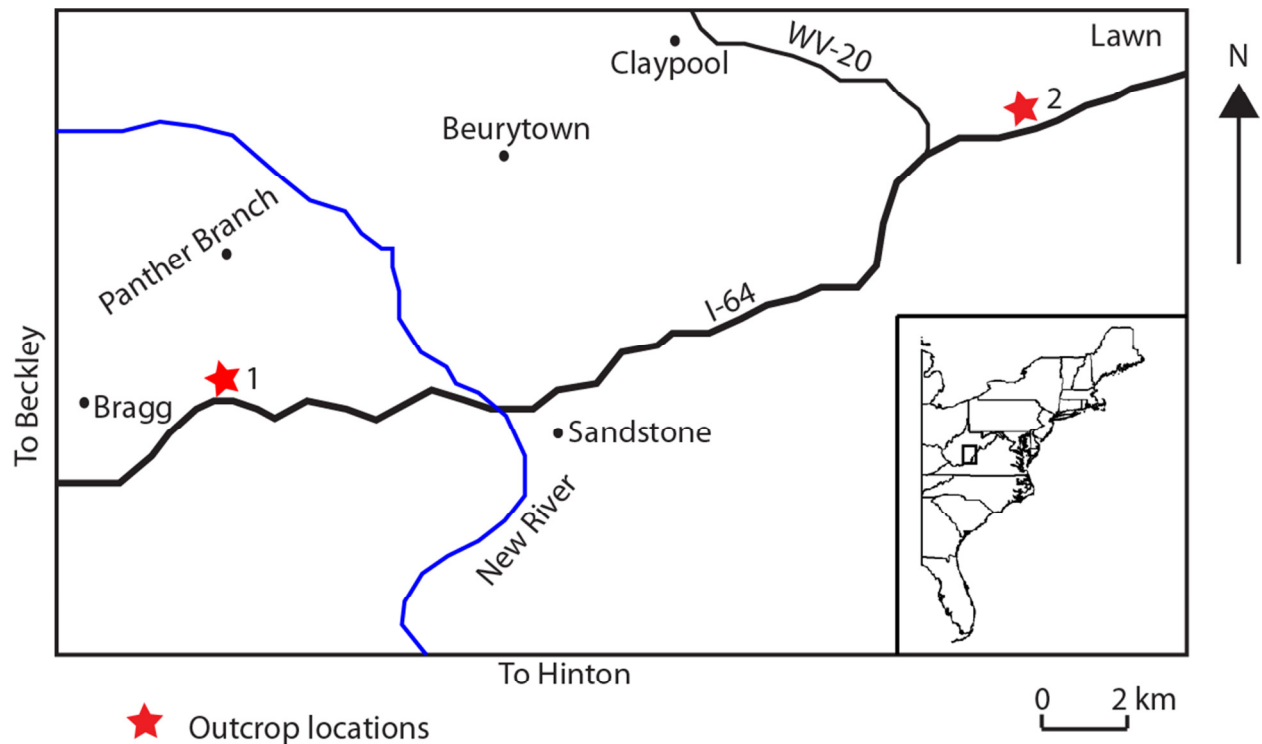 WV-20
Lawn
N
Claypool
2
Beurytown
Panther Branch
I-64
To Beckley
1
Bragg
Sandstone
New River
To Hinton
0 2 km
Outcrop locations